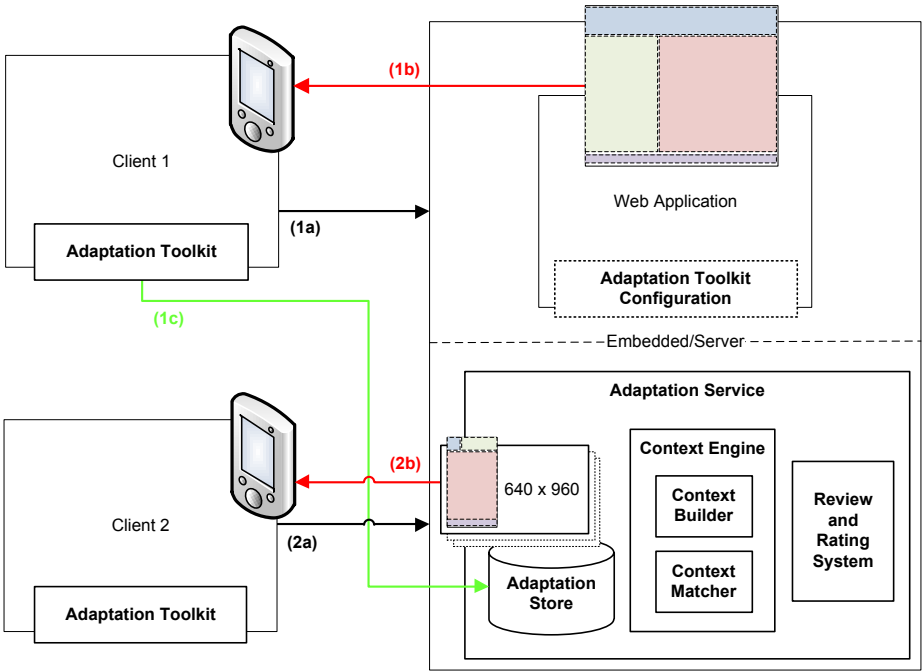 (1b)
Client 1
Web Application
(1a)
Adaptation Toolkit
Adaptation Toolkit
Configuration
(1c)
Embedded/Server
Adaptation Service
Context Engine
(2b)
640 x 960
Context
Builder
Review
and
Rating
System
Client 2
(2a)
Context
Matcher
Adaptation
Store
Adaptation Toolkit